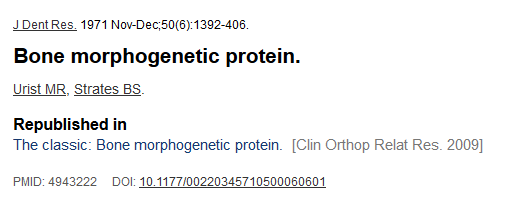 J Dent Res. 1971 Nov-Dec;50(6):1392-406.
Bone morphogenetic protein.
Urist MR, Strates BS.
Republished in
The classic: Bone morphogenetic protein. [Clin Orthop Relat Res. 2009]
PMID: 4943222 DOI: 10.1177/00220345710500060601